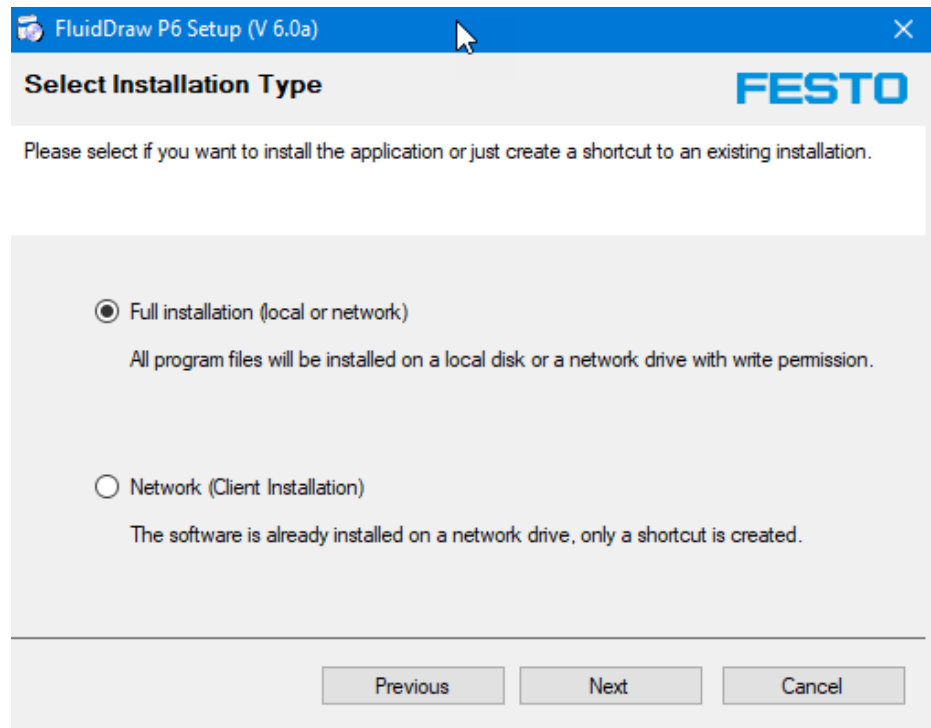 FluidDraw P6 Setup (V 6.0a)
Select Installation Type
FESTO
Please select if you want to install the application or just create a shortcut to an existing installation.
Full installation (local or network)
All program files will be installed on a local disk or a network drive with write permission.
Network (Client Installation)
The software is already installed on a network drive, only a shortcut is created.
Previous Next Cancel